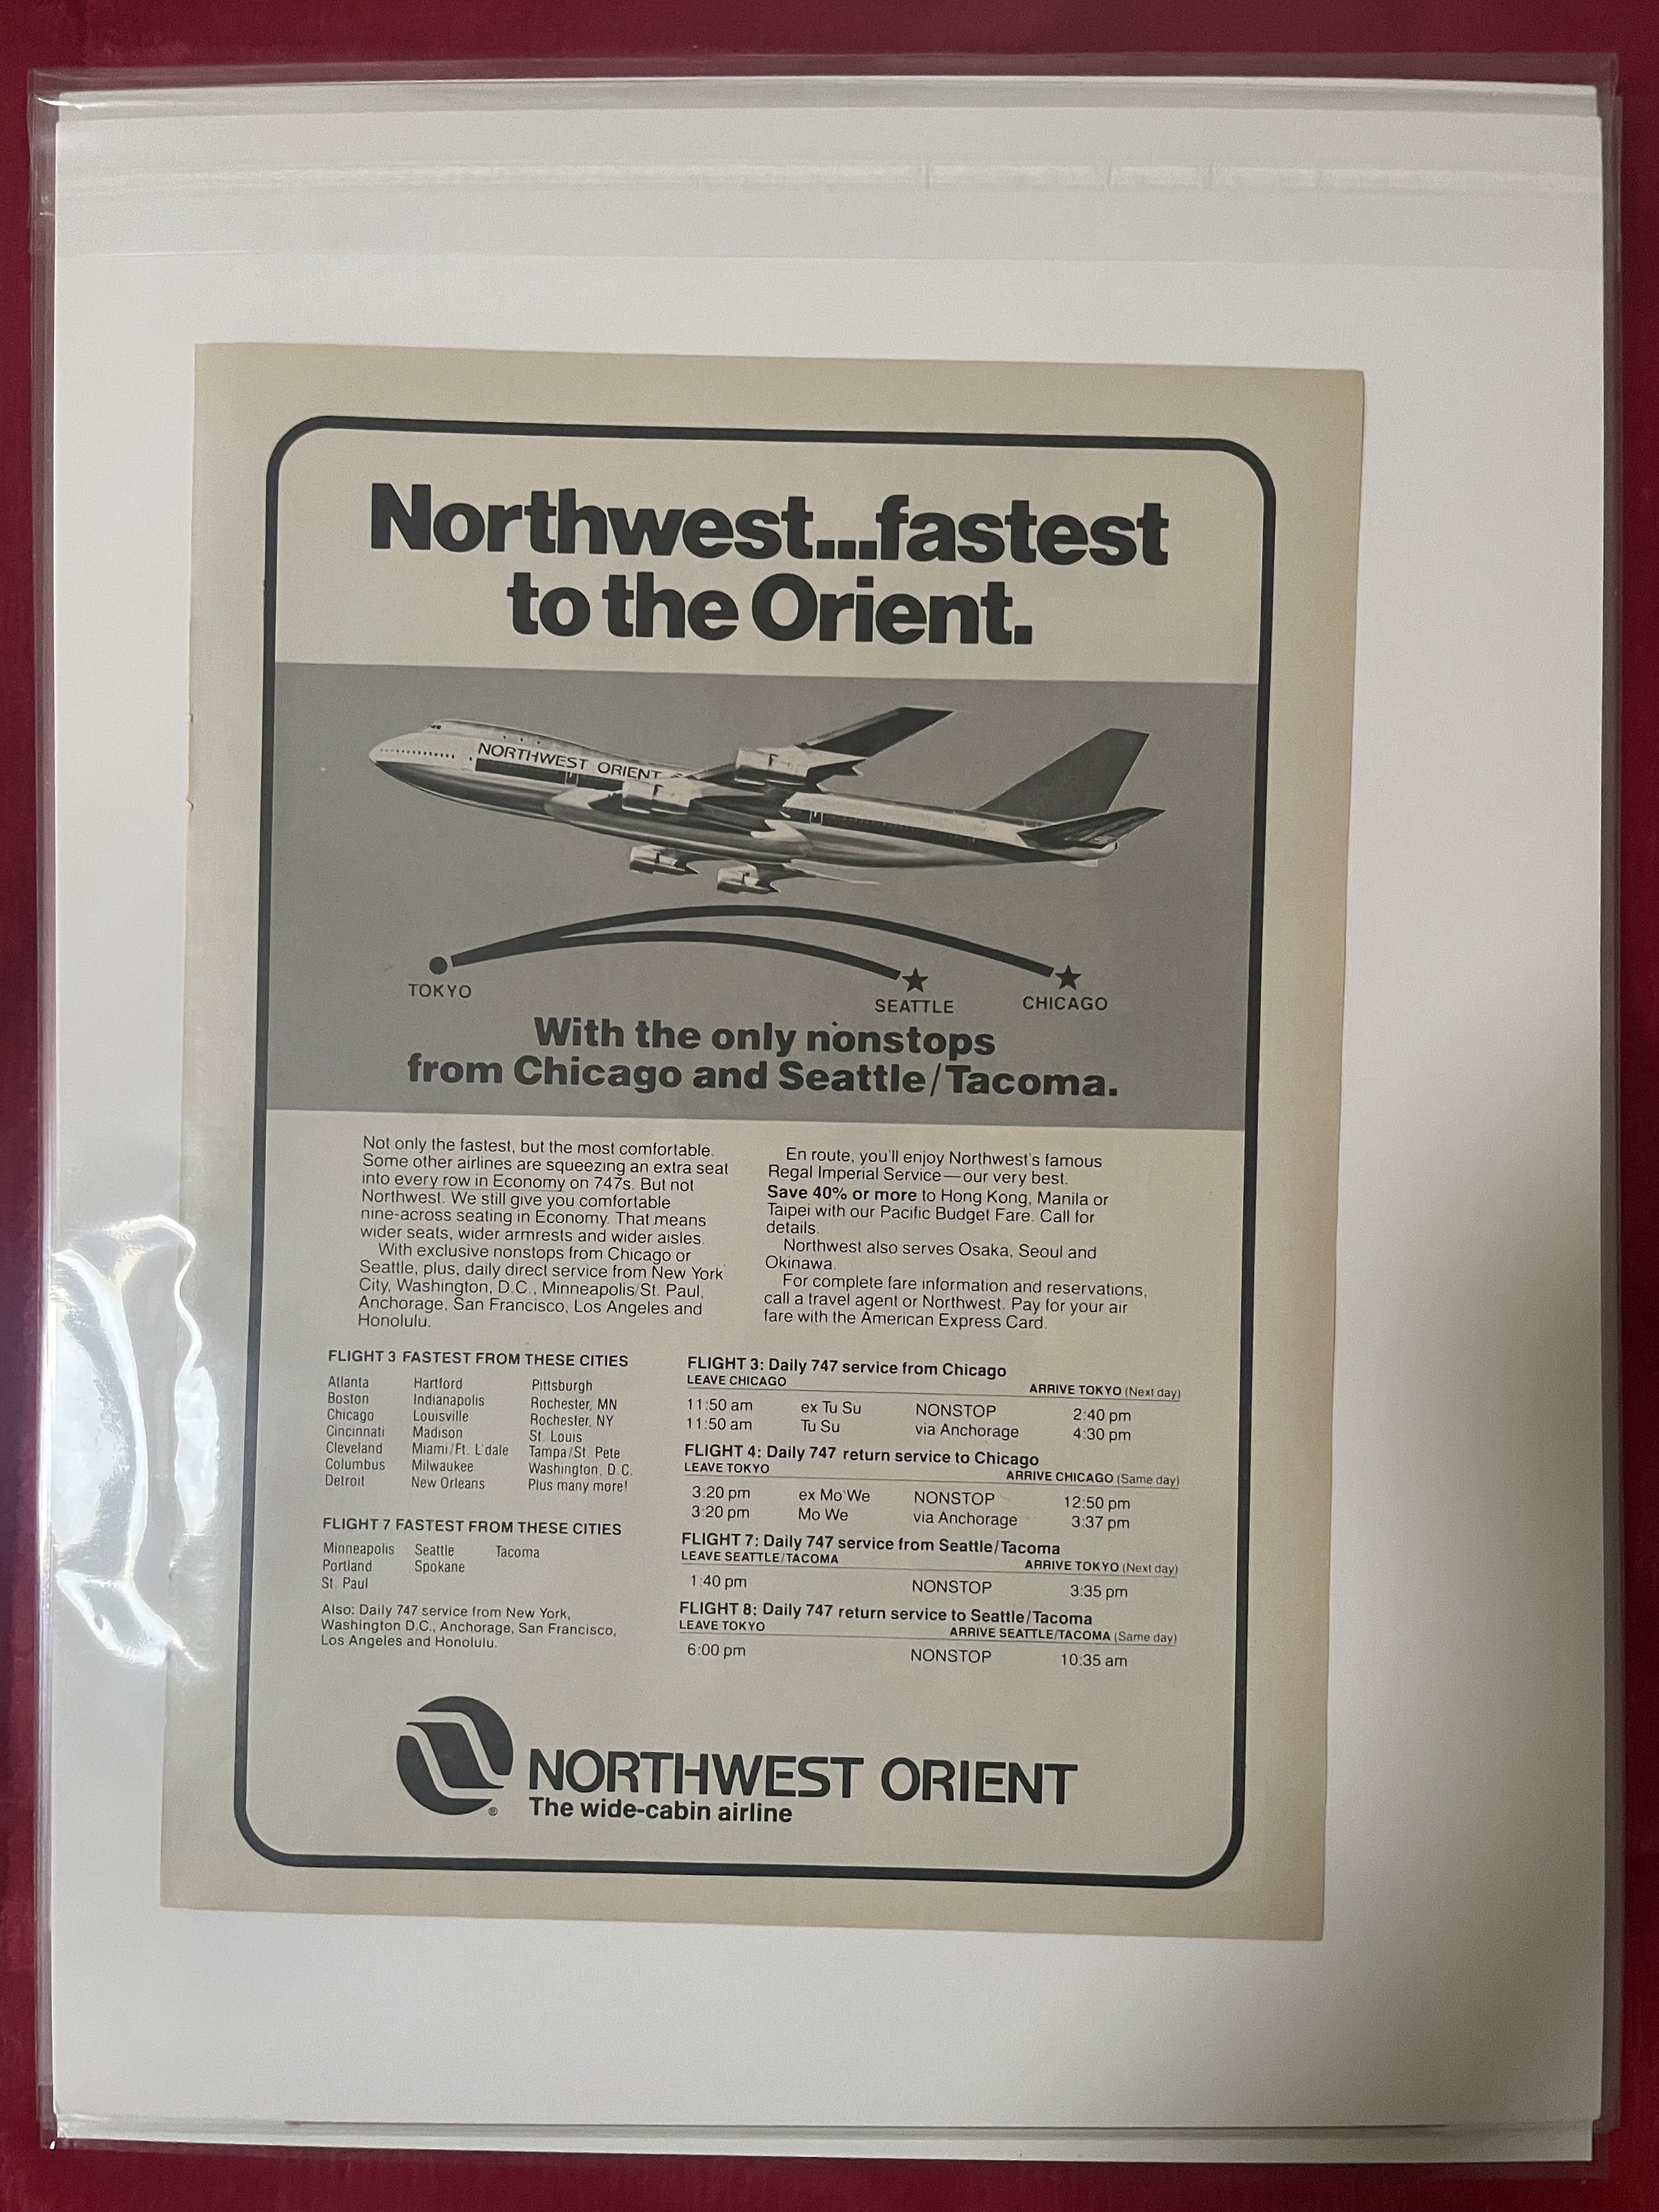 Northwest...fastest
to the Orient.
NORTHWEST ORIENT
TOKYO
SEATTLE
CHICAGO
With the only nonstops
from Chicago and Seattle/Tacoma.
Not only the fastest, but the most comfortable.
Some other airlines are squeezing an extra seat
into every row in Economy on 747s. But not
Northwest. We still give you comfortable
nine-across seating in Economy. That means
wider seats, wider armrests and wider aisles.
With exclusive nonstops from Chicago or
Seattle, plus, daily direct service from New York
City, Washington, D.C., Minneapolis/St. Paul,
Anchorage, San Francisco, Los Angeles and
Honolulu.
En route, you'll enjoy Northwest's famous
Regal Imperial Service—our very best.
Save 40% or more to Hong Kong, Manila or
Taipei with our Pacific Budget Fare. Call for
details.
Northwest also serves Osaka, Seoul and
Okinawa.
For complete fare information and reservations,
call a travel agent or Northwest. Pay for your air
fare with the American Express Card.
FLIGHT 3 FASTEST FROM THESE CITIES
Atlanta Hartford Pittsburgh
Boston Indianapolis Rochester, MN
Chicago Louisville Rochester, NY
Cincinnati Madison St. Louis
Cleveland Miami/Ft. L'dale Tampa/St. Pete
Columbus Milwaukee Washington, D.C.
Detroit New Orleans Plus many more!
FLIGHT 7 FASTEST FROM THESE CITIES
Minneapolis Seattle Tacoma
Portland Spokane
St. Paul
Also: Daily 747 service from New York,
Washington D.C., Anchorage, San Francisco,
Los Angeles and Honolulu.
FLIGHT 3: Daily 747 service from Chicago
LEAVE CHICAGO ARRIVE TOKYO (Next day)
11:50 am ex Tu Su NONSTOP 2:40 pm
11:50 am Tu Su via Anchorage 4:30 pm
FLIGHT 4: Daily 747 return service to Chicago
LEAVE TOKYO ARRIVE CHICAGO (Same day)
3:20 pm ex Mo We NONSTOP 12:50 pm
3:20 pm Mo We via Anchorage 3:37 pm
FLIGHT 7: Daily 747 service from Seattle/Tacoma
LEAVE SEATTLE/TACOMA ARRIVE TOKYO (Next day)
1:40 pm NONSTOP 3:35 pm
FLIGHT 8: Daily 747 return service to Seattle/Tacoma
LEAVE TOKYO ARRIVE SEATTLE/TACOMA (Same day)
6:00 pm NONSTOP 10:35 am
® NORTHWEST ORIENT
The wide-cabin airline